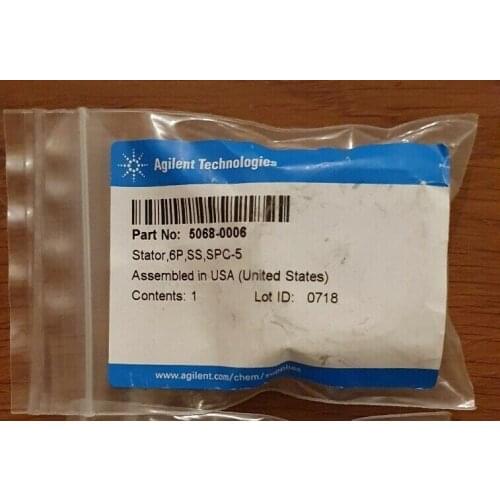 Agilent Technologies
Part No: 5068-0006
Stator,6P,SS,SPC-5
Assembled in USA (United States)
Contents: 1 Lot ID: 0718
www.agilent.com/chem/supplies